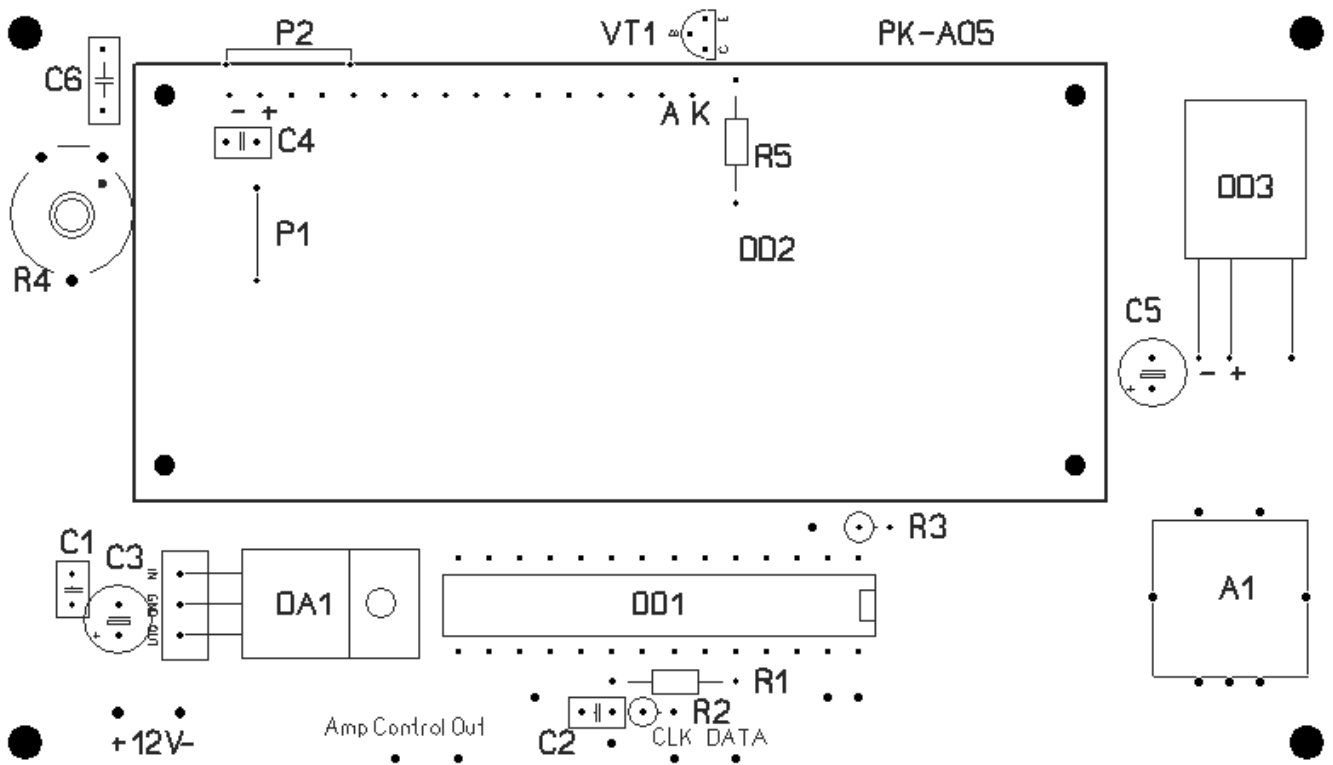 P2
VT1
B
E
C
PK-A05
C6
- +
A K
C4
R5
DD3
P1
DD2
R4
C5
+
- +
R3
C1
C3
IN
GND
OUT
+
DA1
DD1
A1
R1
R2
+12V-
Amp Control Out
C2
CLK DATA